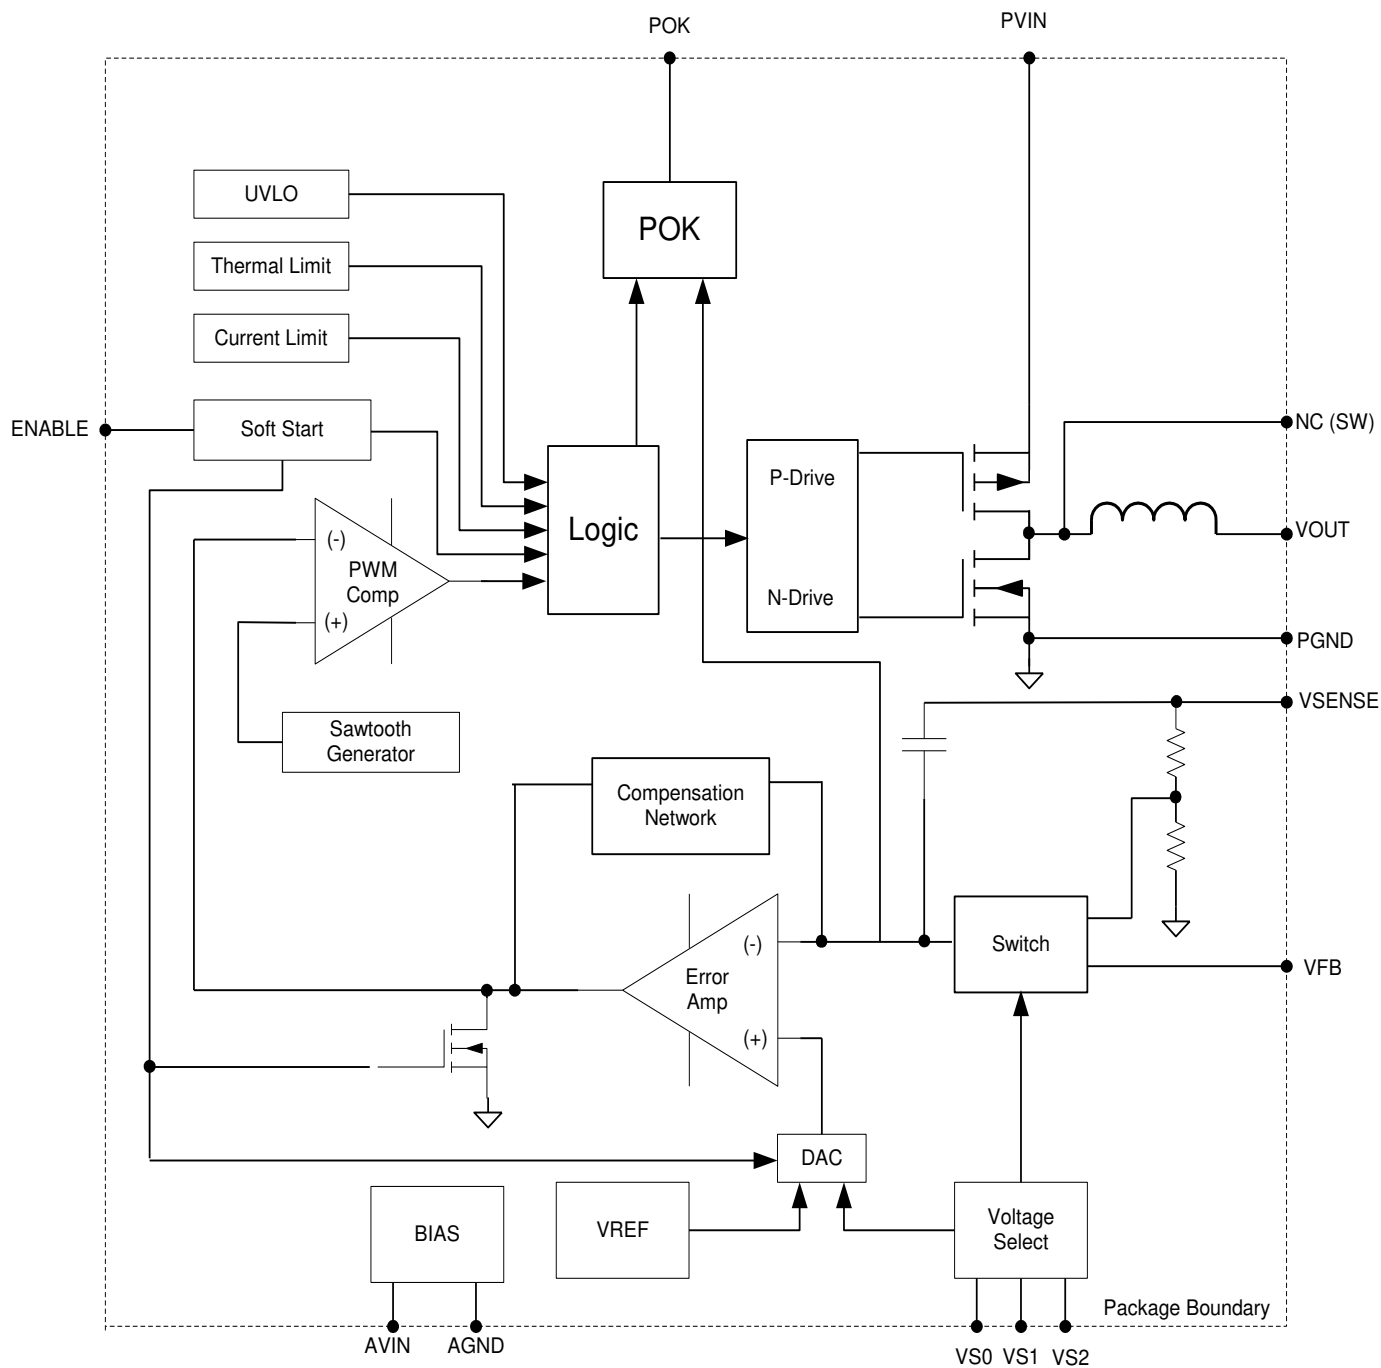 POK
PVIN
UVLO
POK
Thermal Limit
Current Limit
ENABLE
Soft Start
NC (SW)
P-Drive
Logic
VOUT
(-)
PWM
Comp
(+)
N-Drive
PGND
VSENSE
Sawtooth
Generator
Compensation
Network
(-)
Switch
Error
Amp
VFB
(+)
DAC
BIAS
VREF
Voltage
Select
Package Boundary
AVIN
AGND
VS0
VS1
VS2